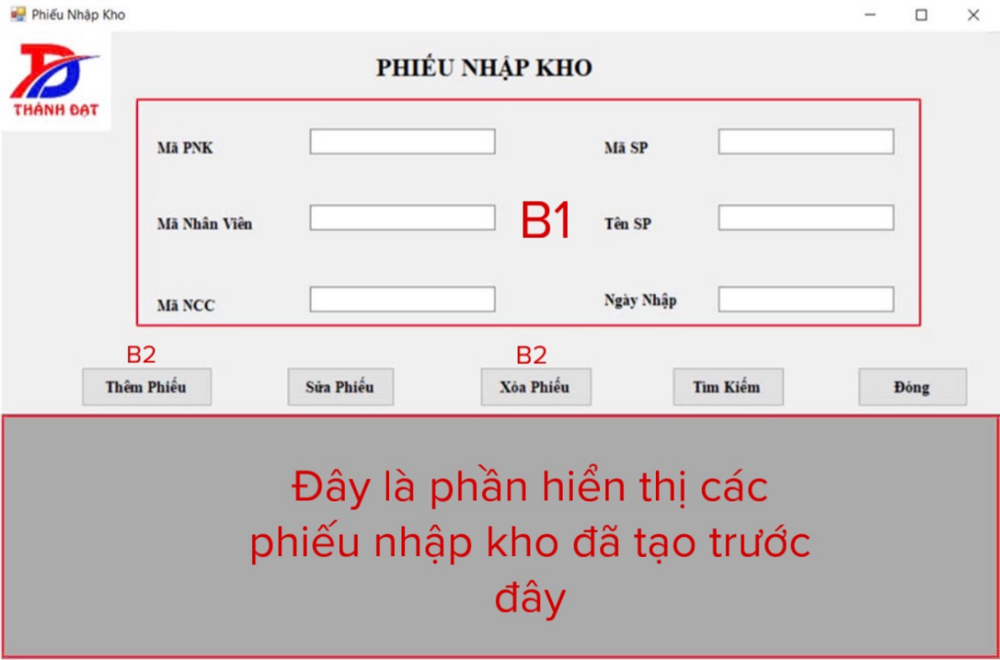 Phiếu Nhập Kho
THÀNH ĐẠT
PHIẾU NHẬP KHO
Mã PNK
Mã SP
Mã Nhân Viên
B1
Tên SP
Mã NCC
Ngày Nhập
B2
B2
Thêm Phiếu
Sửa Phiếu
Xóa Phiếu
Tìm Kiếm
Đóng
Đây là phần hiển thị các
phiếu nhập kho đã tạo trước
đây